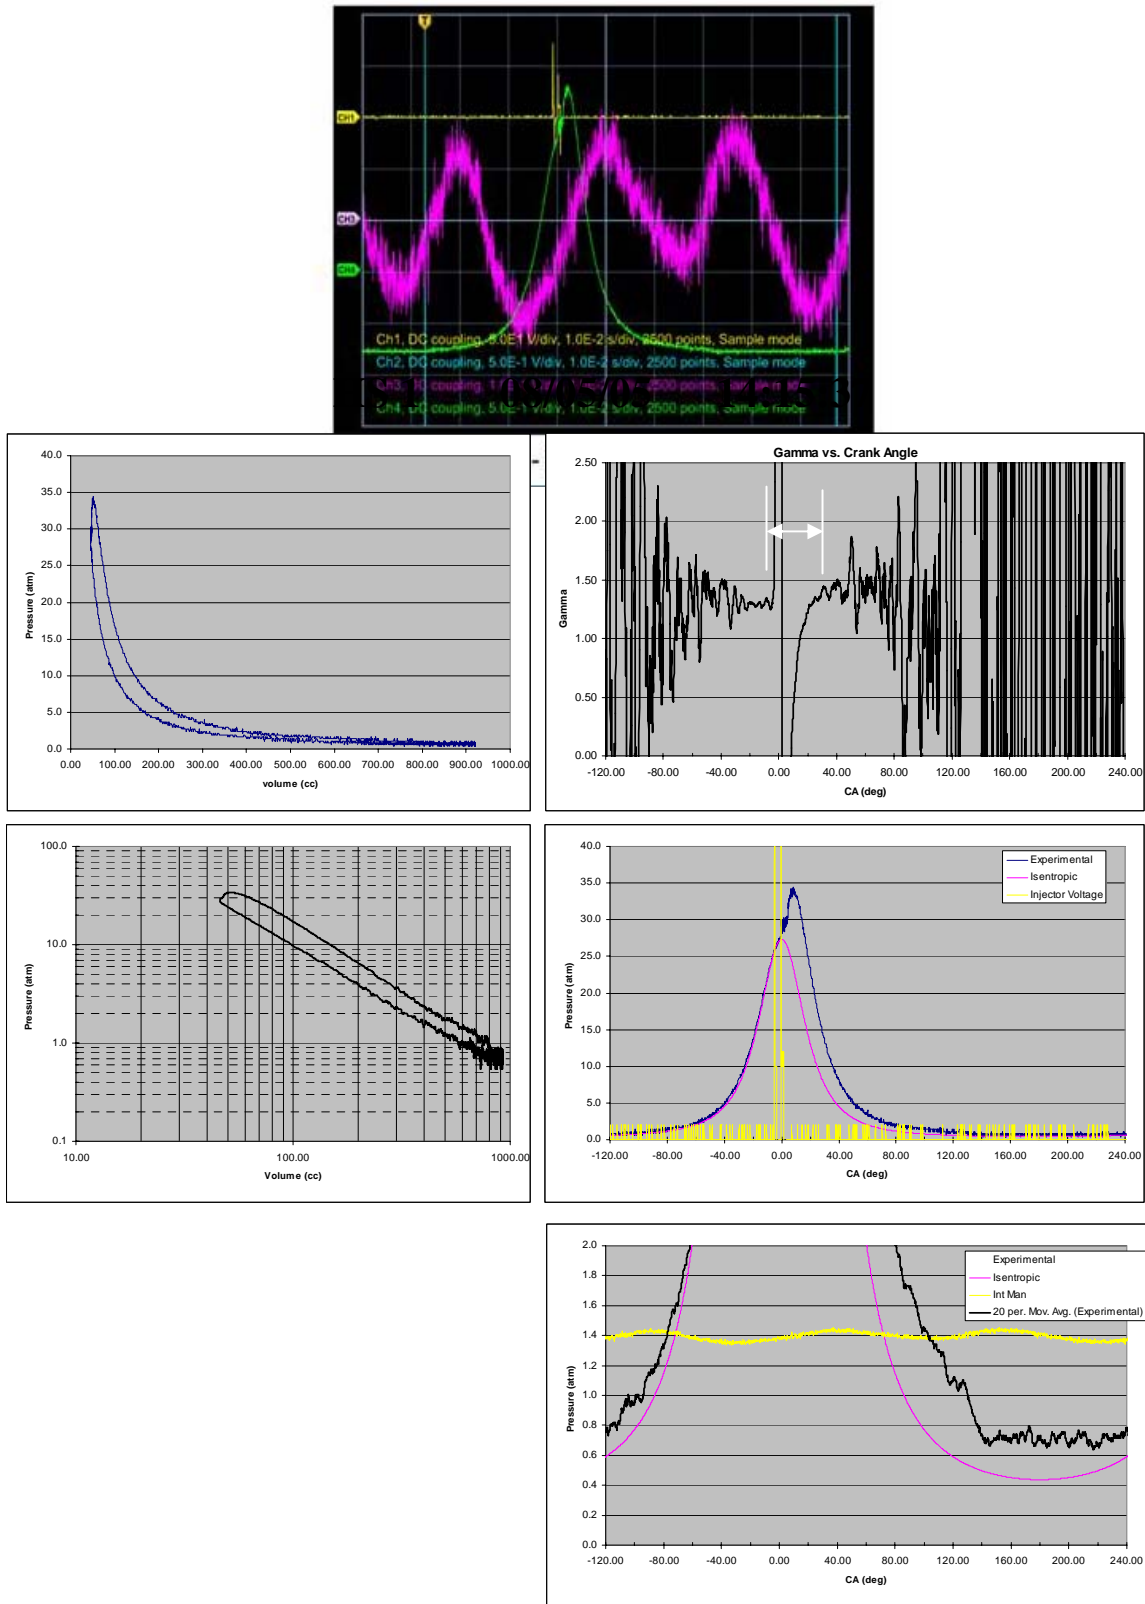 T
CH1
CH3
CH4
Ch1, DC coupling, 5.0E1 V/div, 1.0E-2 s/div, 2500 points, Sample mode
Ch2, DC coupling, 5.0E-1 V/div, 1.0E-2 s/div, 2500 points, Sample mode
Ch3, DC coupling, V/div, 1.0E-2 s/div, 2500 points, Sample mode
Ch4, DC coupling, 5.0E-1 V/div, 1.0E-2 s/div, 2500 points, Sample mode
40.0
35.0
30.0
25.0
20.0
15.0
10.0
5.0
0.0
Pressure (atm)
0.00 100.00 200.00 300.00 400.00 500.00 600.00 700.00 800.00 900.00 1000.00
volume (cc)
Gamma vs. Crank Angle
2.50
2.00
1.50
1.00
0.50
0.00
Gamma
-120.00 -80.00 -40.00 0.00 40.00 80.00 120.00 160.00 200.00 240.00
CA (deg)
100.0
10.0
1.0
0.1
Pressure (atm)
10.00 100.00 1000.00
Volume (cc)
40.0
35.0
30.0
25.0
20.0
15.0
10.0
5.0
0.0
Pressure (atm)
Experimental
Isentropic
Injector Voltage
-120.00 -80.00 -40.00 0.00 40.00 80.00 120.00 160.00 200.00 240.00
CA (deg)
2.0
1.8
1.6
1.4
1.2
1.0
0.8
0.6
0.4
0.2
0.0
Pressure (atm)
Experimental
Isentropic
Int Man
20 per. Mov. Avg. (Experimental)
-120.00 -80.00 -40.00 0.00 40.00 80.00 120.00 160.00 200.00 240.00
CA (deg)